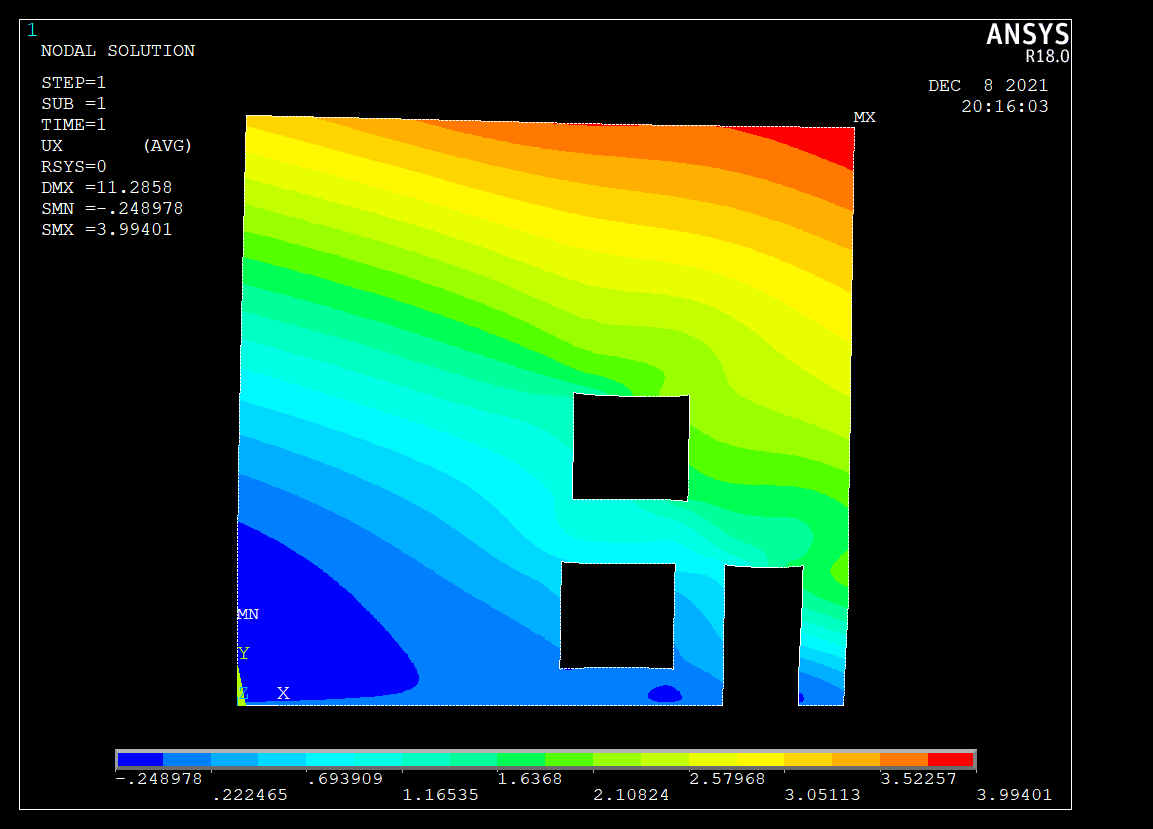 1
ANSYS
R18.0
NODAL SOLUTION
DEC 8 2021
20:16:03
STEP=1
SUB =1
TIME=1
UX (AVG)
RSYS=0
DMX =11.2858
SMN =-.248978
SMX =3.99401
MX
MN
Y
Z X
-.248978 .693909 1.6368 2.57968 3.52257
.222465 1.16535 2.10824 3.05113 3.99401